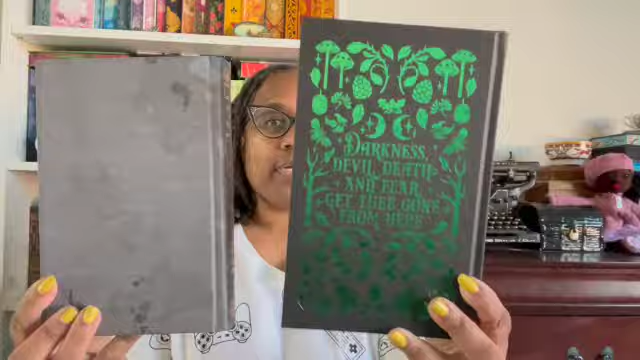 DARKNESS,
DEVIL, DEATH
AND FEAR,
GET THEE GONE
FROM HERE